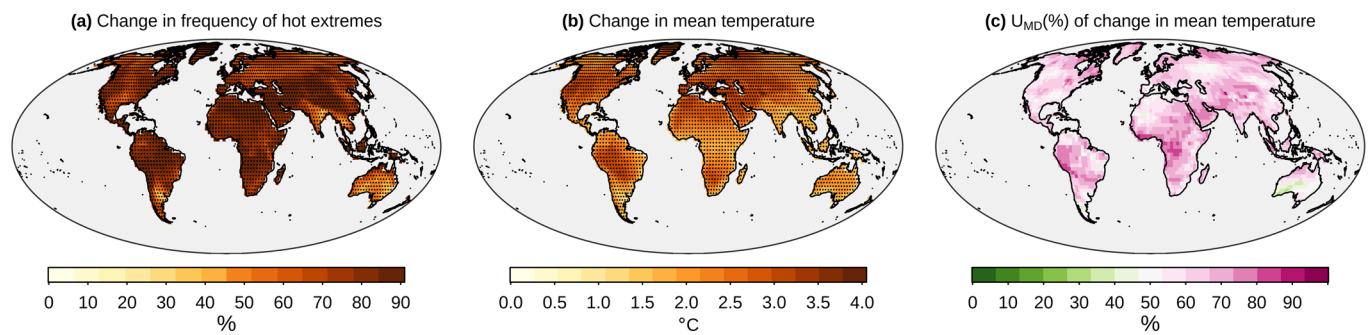 (a) Change in frequency of hot extremes
(b) Change in mean temperature
(c) UMD(%) of change in mean temperature
0 10 20 30 40 50 60 70 80 90
%
0.0 0.5 1.0 1.5 2.0 2.5 3.0 3.5 4.0
°C
0 10 20 30 40 50 60 70 80 90
%